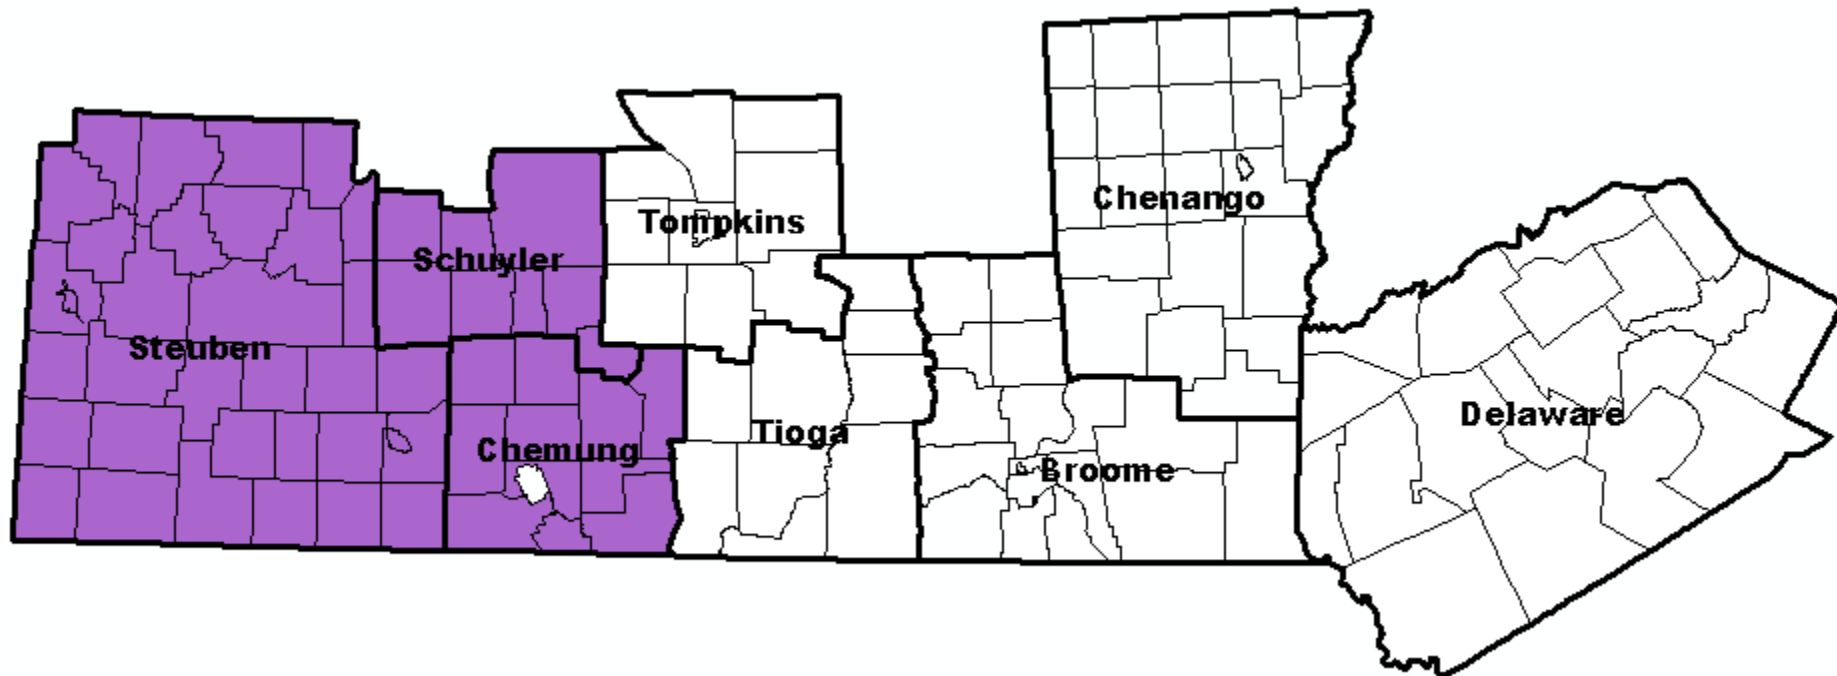 Chenango
Tompkins
Schuyler
Steuben
Delaware
Tioga
Chemung
Broome